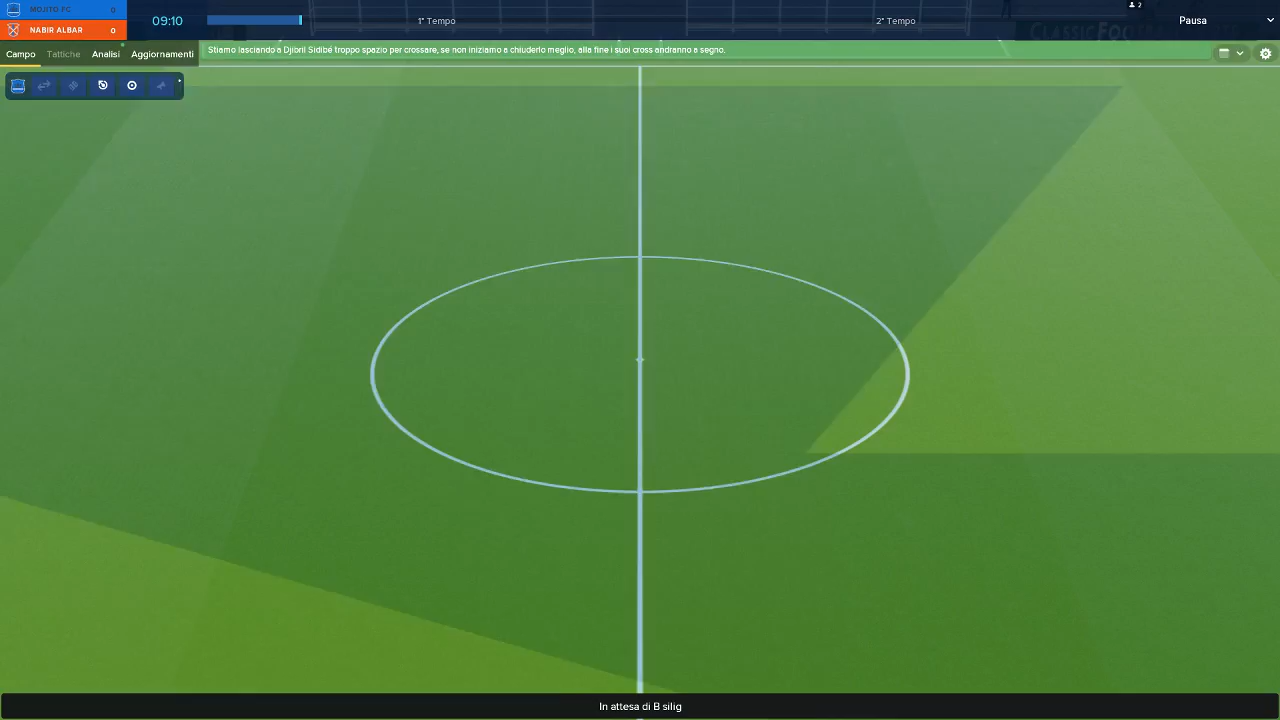 MOJITO FC 0
NABIR ALBAR 0
09:10
1° Tempo
2° Tempo
2
Pausa
Campo
Tattiche
Analisi
Aggiornamenti
Stiamo lasciando a Djibril Sidibé troppo spazio per crossare, se non iniziamo a chiuderlo meglio, alla fine i suoi cross andranno a segno.
In attesa di B silig